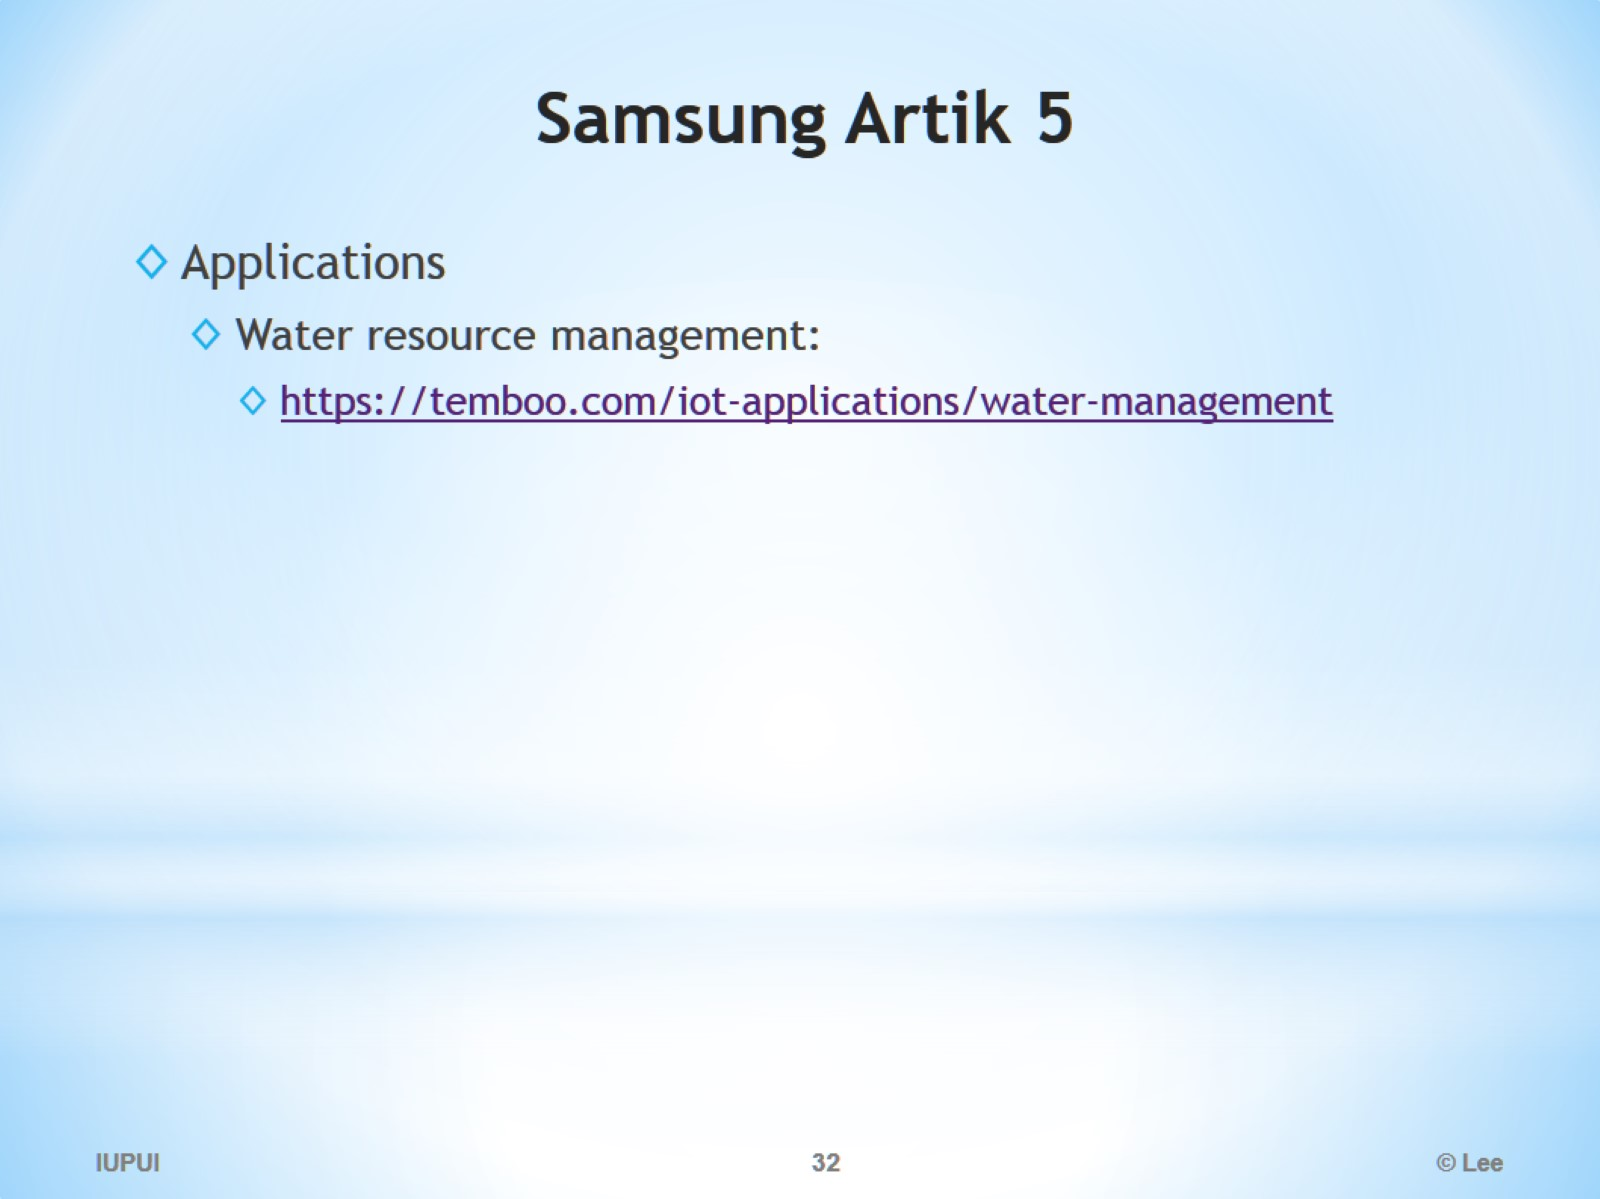 Samsung Artik 5
Applications
Water resource management:
https://temboo.com/iot-applications/water-management
IUPUI
32
© Lee